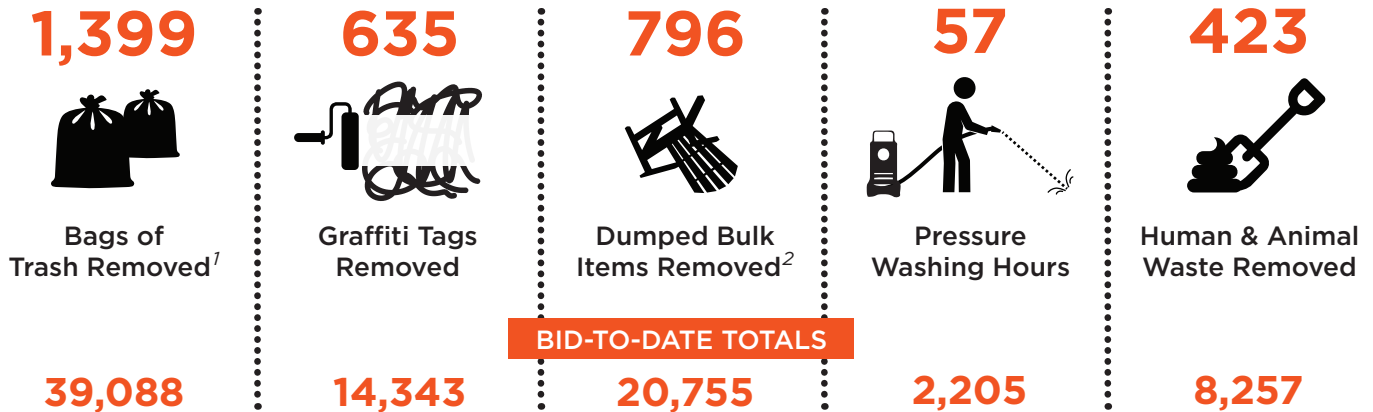 1,399
635
796
57
423
Bags of
Trash Removed1
Graffiti Tags
Removed
Dumped Bulk
Items Removed2
Pressure
Washing Hours
Human & Animal
Waste Removed
BID-TO-DATE TOTALS
39,088
14,343
20,755
2,205
8,257